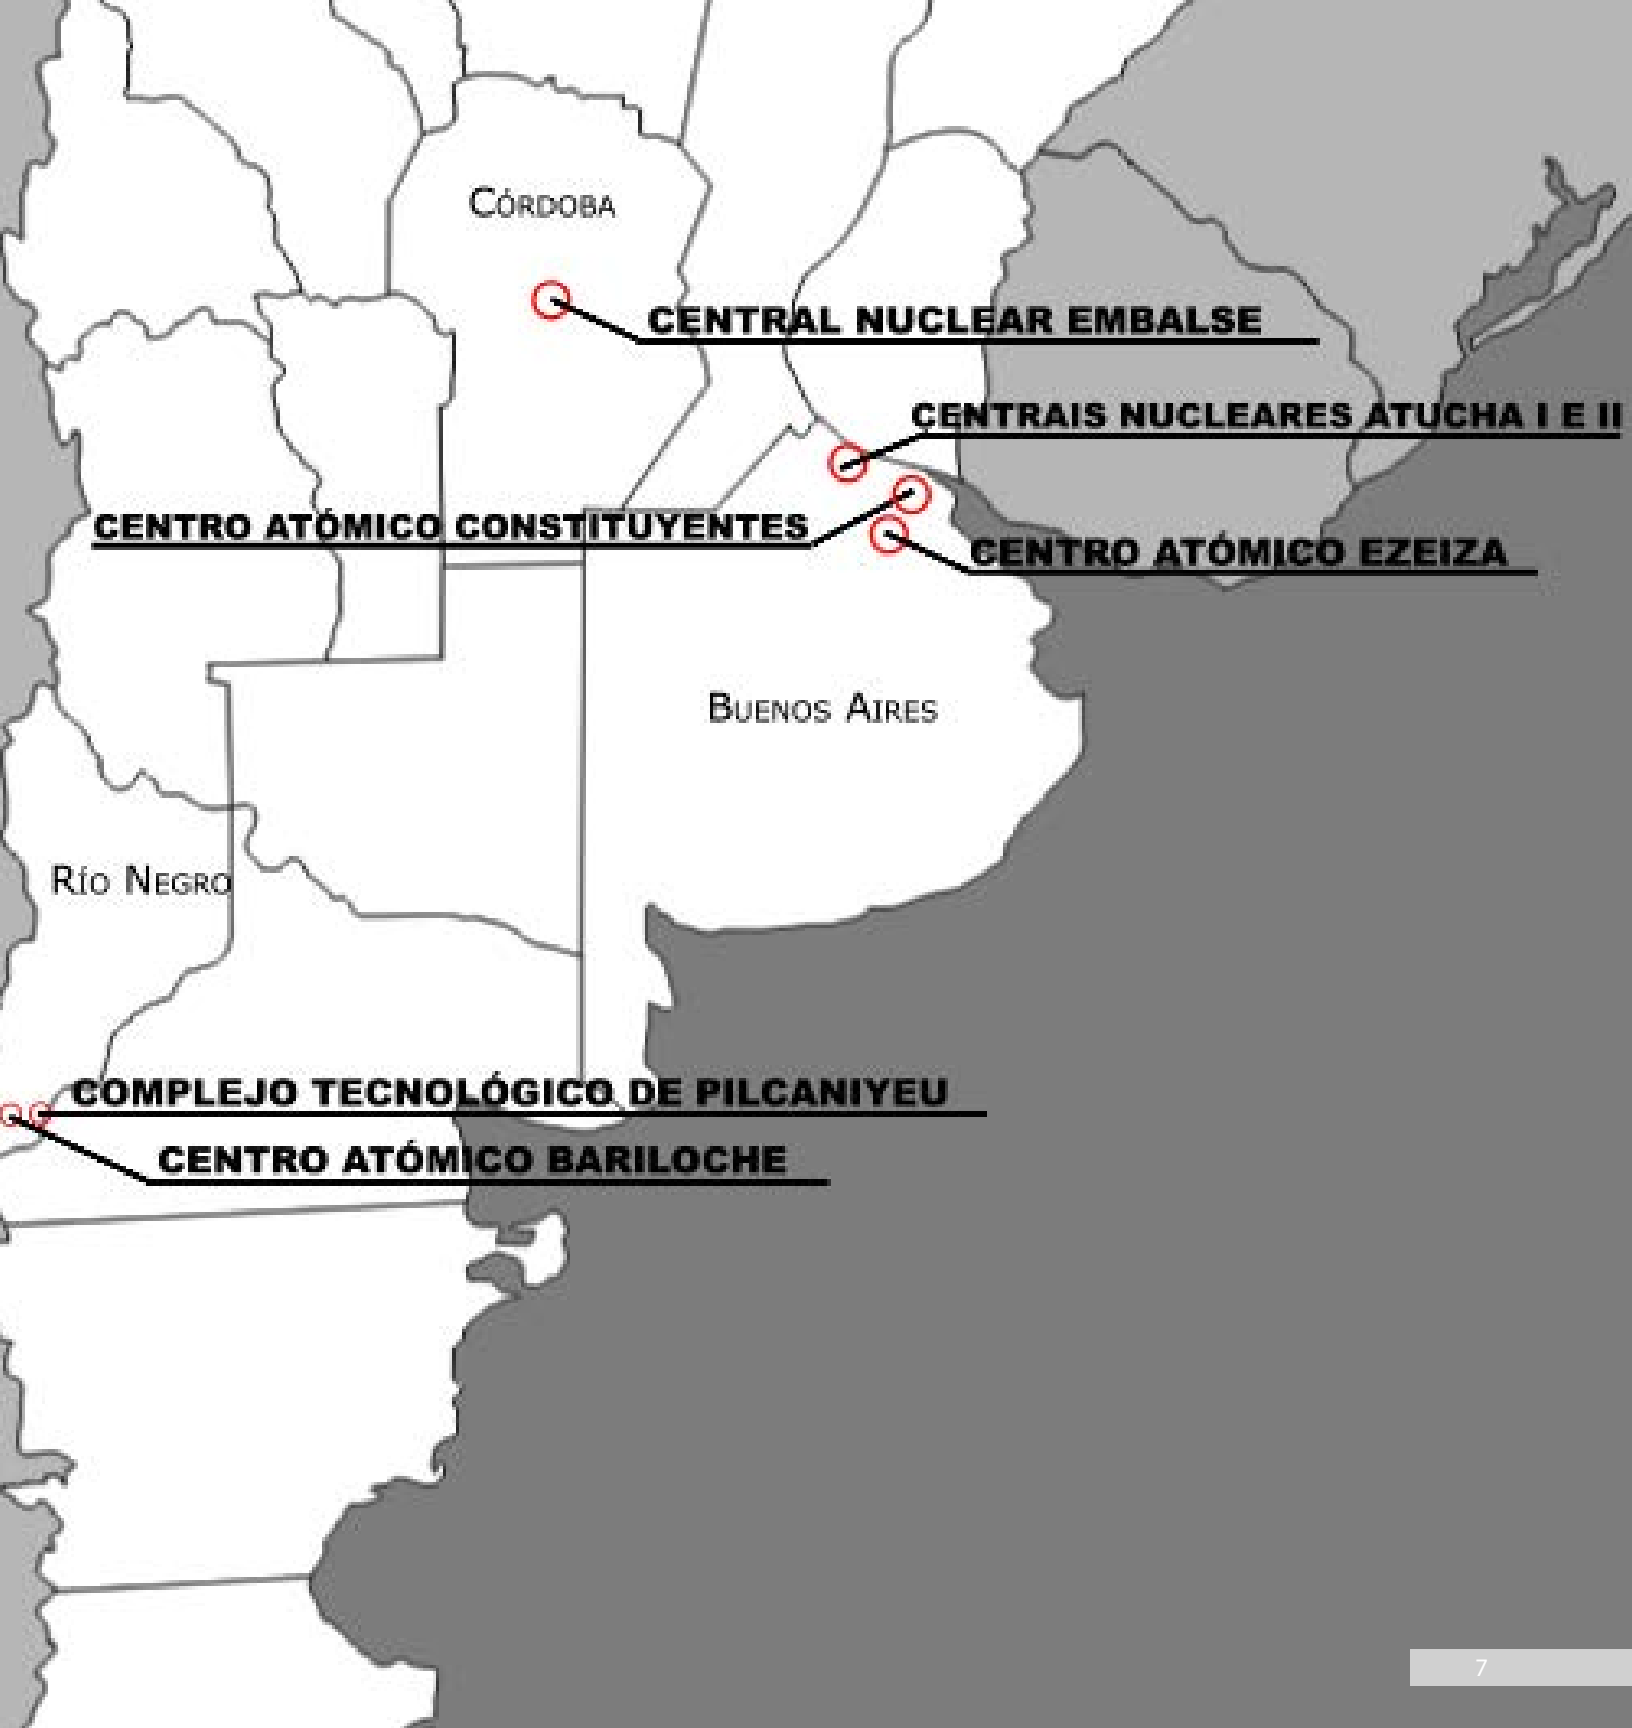 CÓRDOBA
CENTRAL NUCLEAR EMBALSE
CENTRAIS NUCLEARES ATUCHA I E II
CENTRO ATÓMICO CONSTITUYENTES
CENTRO ATÓMICO EZEIZA
BUENOS AIRES
RÍO NEGRO
COMPLEJO TECNOLÓGICO DE PILCANIYEU
CENTRO ATÓMICO BARILOCHE
7